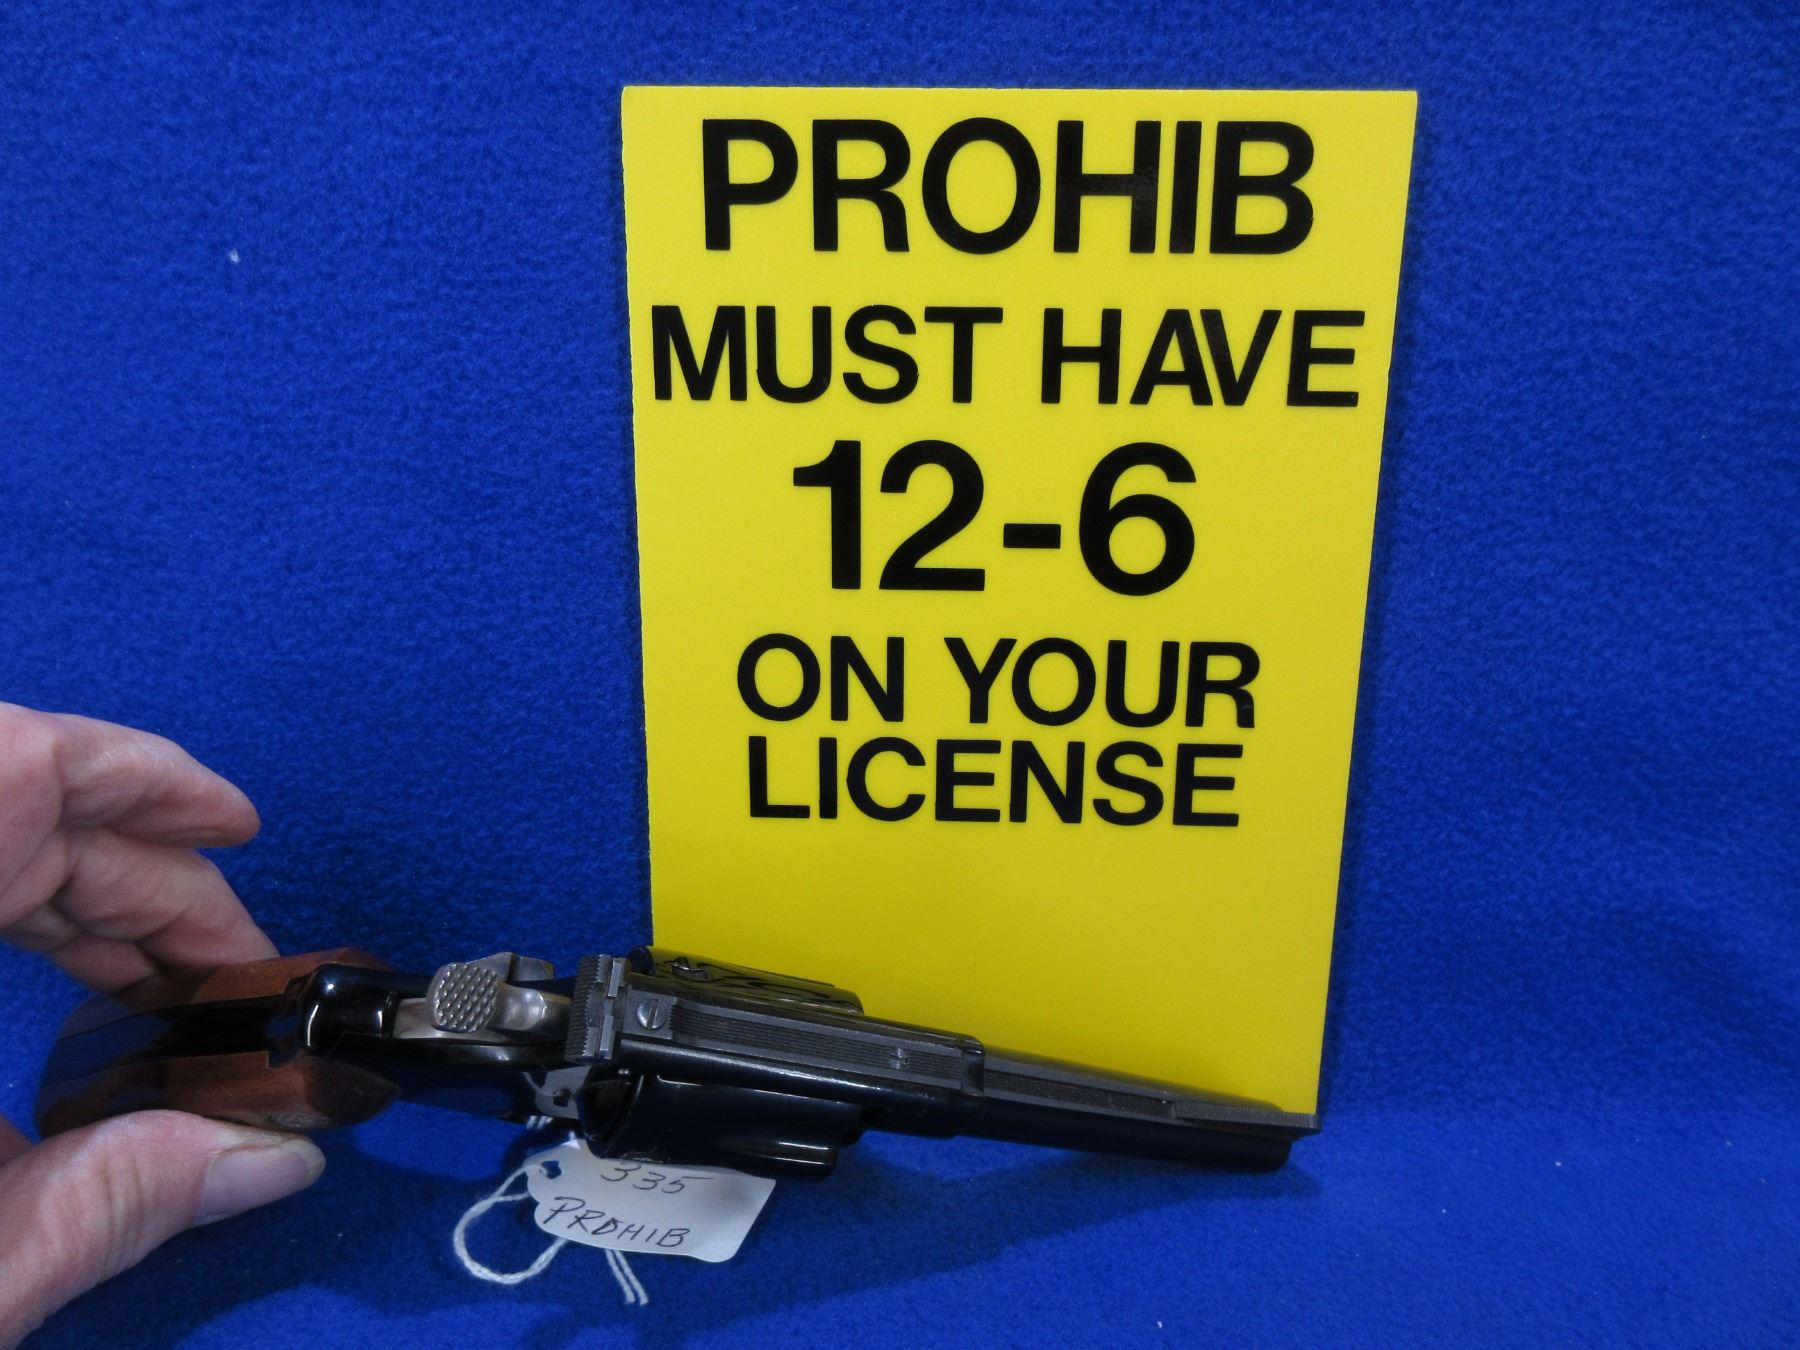 PROHIB
MUST HAVE
12-6
ON YOUR
LICENSE
335
PROHIB